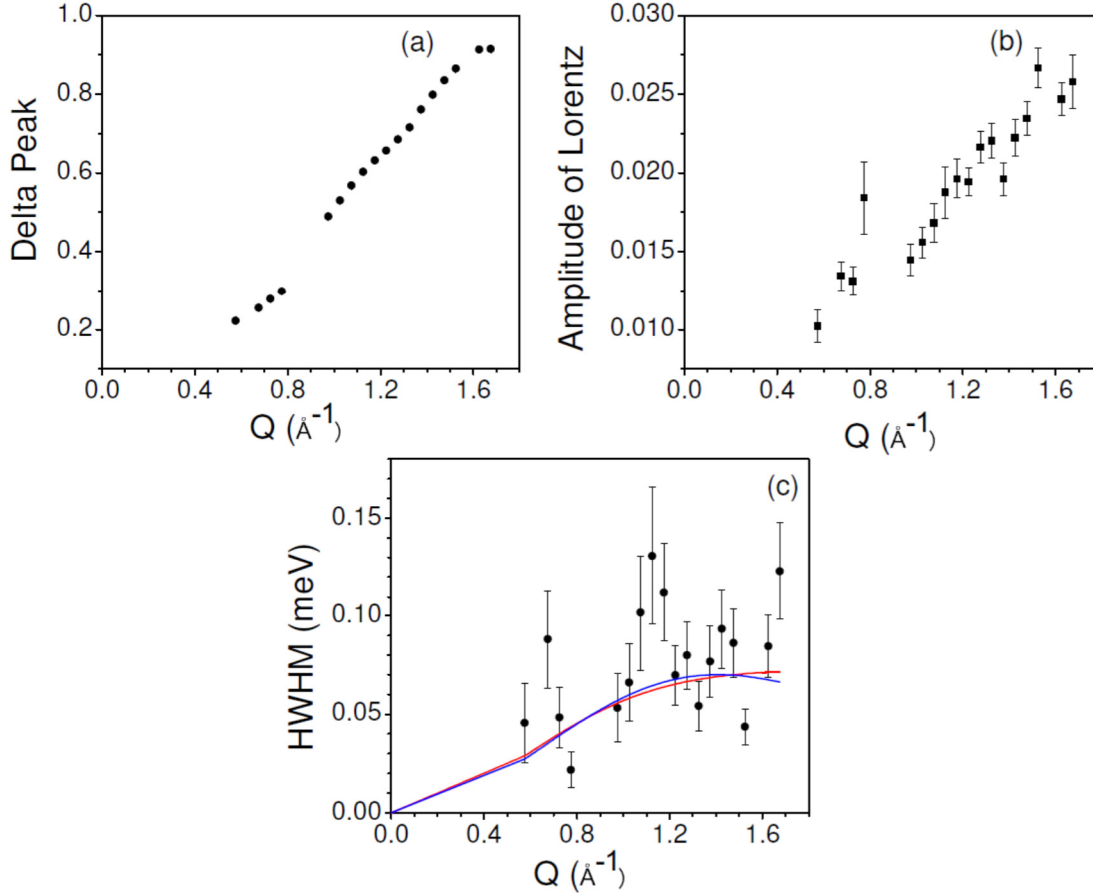 (a)
Delta Peak
1.0
0.8
0.6
0.4
0.2
0.0 0.4 0.8 1.2 1.6
Q (Å⁻¹)
(b)
Amplitude of Lorentz
0.030
0.025
0.020
0.015
0.010
0.0 0.4 0.8 1.2 1.6
Q (Å⁻¹)
(c)
HWHM (meV)
0.15
0.10
0.05
0.00
0.0 0.4 0.8 1.2 1.6
Q (Å⁻¹)